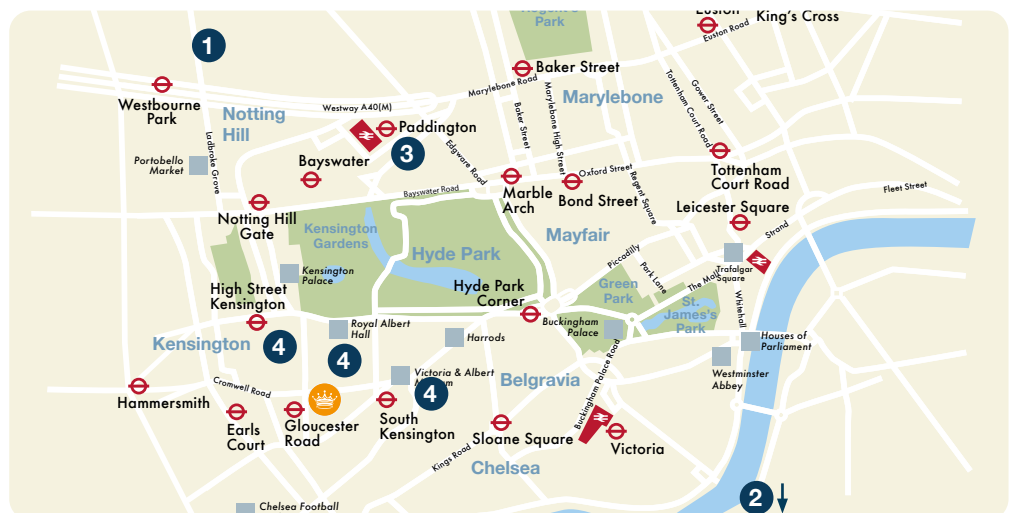 Euston
King's Cross
Park
1
Euston Road
Baker Street
Marylebone Road
Marylebone
Westbourne
Park
Notting
Hill
Westway A40(M)
Paddington
3
Baker Street
Marylebone High Street
Tottenham Court Road
Gower Street
Portobello
Market
Ladbroke Grove
Bayswater
Edgware Road
Oxford Street
Tottenham
Court Road
Bayswater Road
Marble
Arch
Bond Street
Regent Square
Fleet Street
Notting Hill
Gate
Leicester Square
Kensington
Gardens
Hyde Park
Mayfair
Piccadilly
Strand
Park Lane
The Mall
Trafalgar
Square
Kensington
Palace
High Street
Kensington
Hyde Park
Corner
Green
Park
St.
James's
Park
Whitehall
Kensington
4
Royal Albert
Hall
4
Harrods
Buckingham
Palace
Houses of
Parliament
Westminster
Abbey
Victoria & Albert
4
Belgravia
Buckingham Palace Road
Hammersmith
Cromwell Road
Earls
Court
Gloucester
Road
South
Kensington
Sloane Square
Victoria
Kings Road
Chelsea
2
Chelsea Football